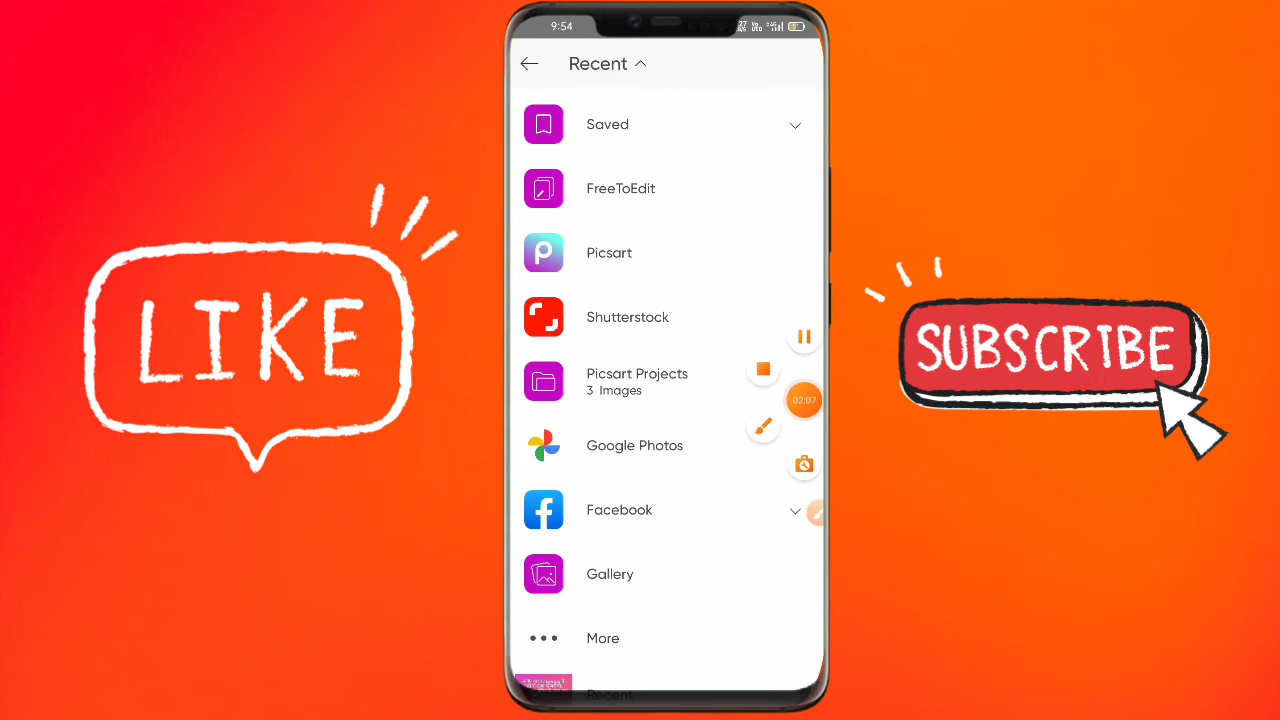 9:54
27
Recent
Saved
FreeToEdit
Picsart
Shutterstock
Picsart Projects
3 Images
Google Photos
Facebook
Gallery
More
Recent
02:07
LIKE
SUBSCRIBE